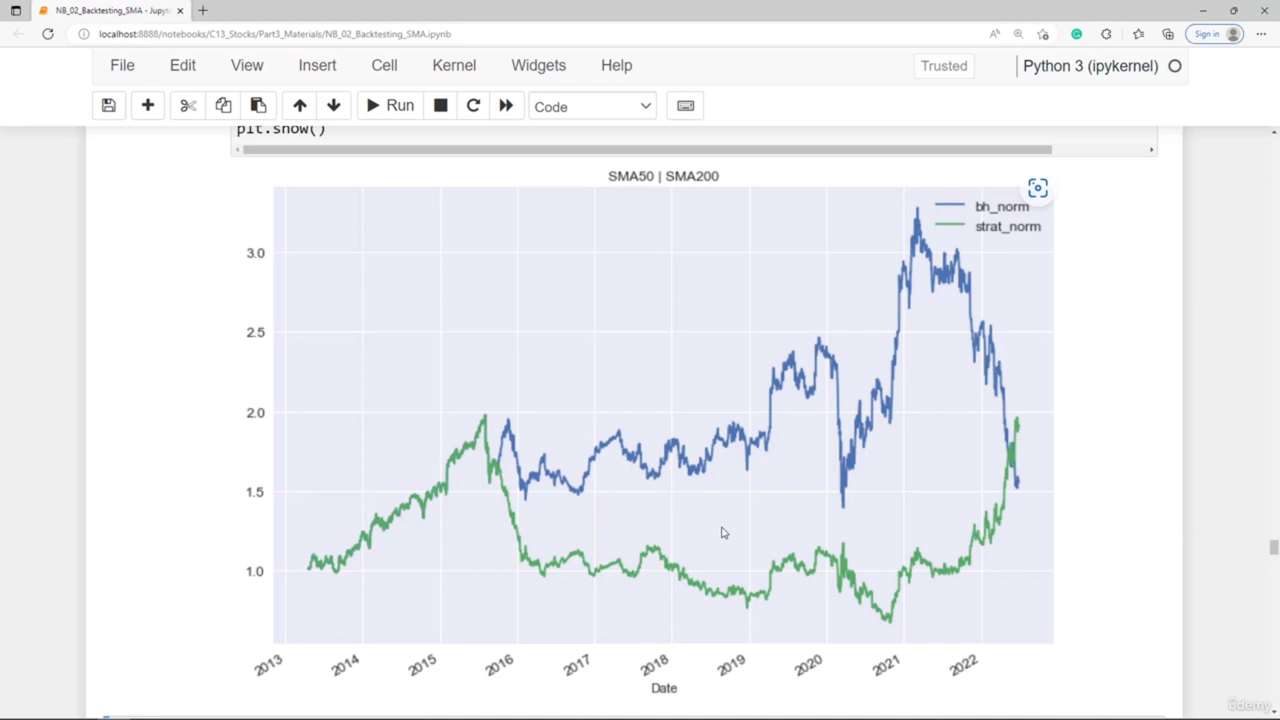 NB_02_Backtesting_SMA - Jupyt
localhost:8888/notebooks/C13_Stocks/Part3_Materials/NB_02_Backtesting_SMA.ipynb
Sign in
File Edit View Insert Cell Kernel Widgets Help
Trusted
Python 3 (ipykernel)
Run
Code
plt.show()
SMA50 | SMA200
bh_norm
strat_norm
3.0
2.5
2.0
1.5
1.0
2013 2014 2015 2016 2017 2018 2019 2020 2021 2022
Date
ûdemy